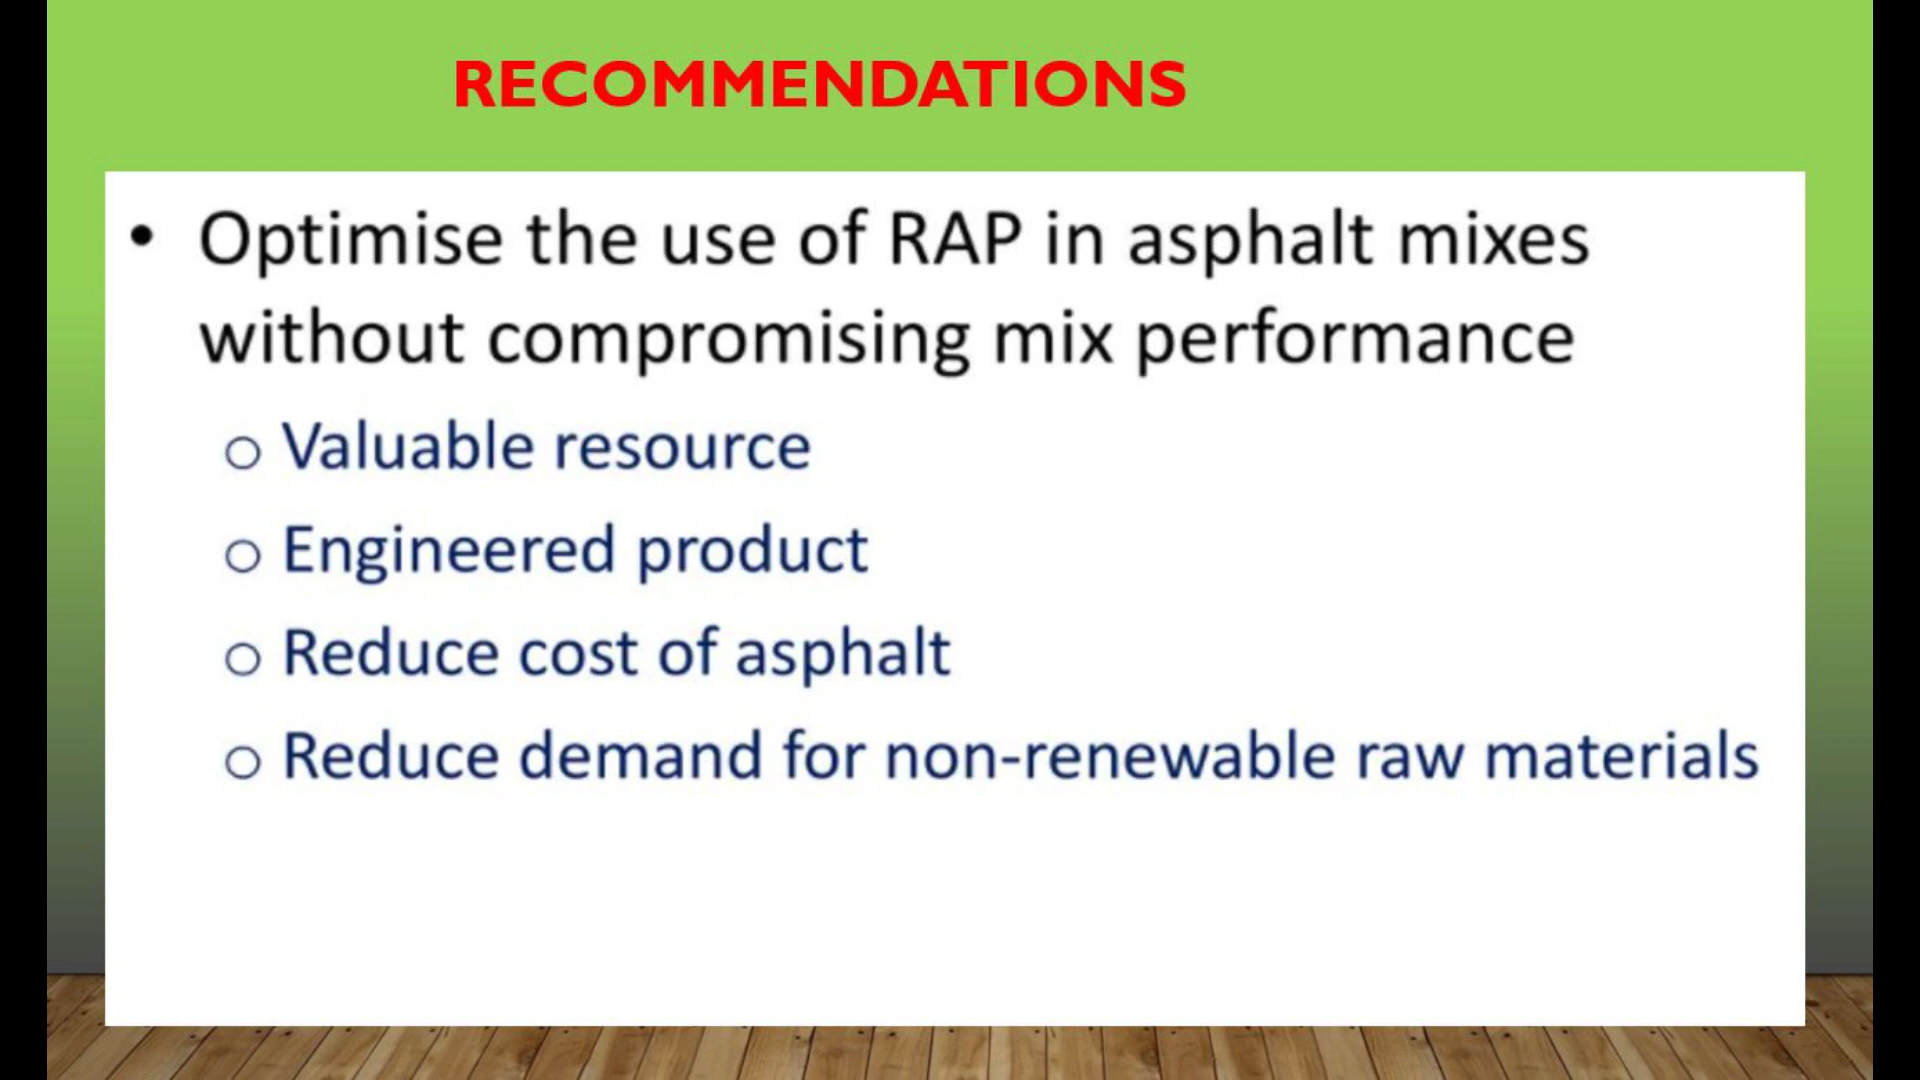 RECOMMENDATIONS
• Optimise the use of RAP in asphalt mixes
without compromising mix performance
o Valuable resource
o Engineered product
o Reduce cost of asphalt
o Reduce demand for non-renewable raw materials